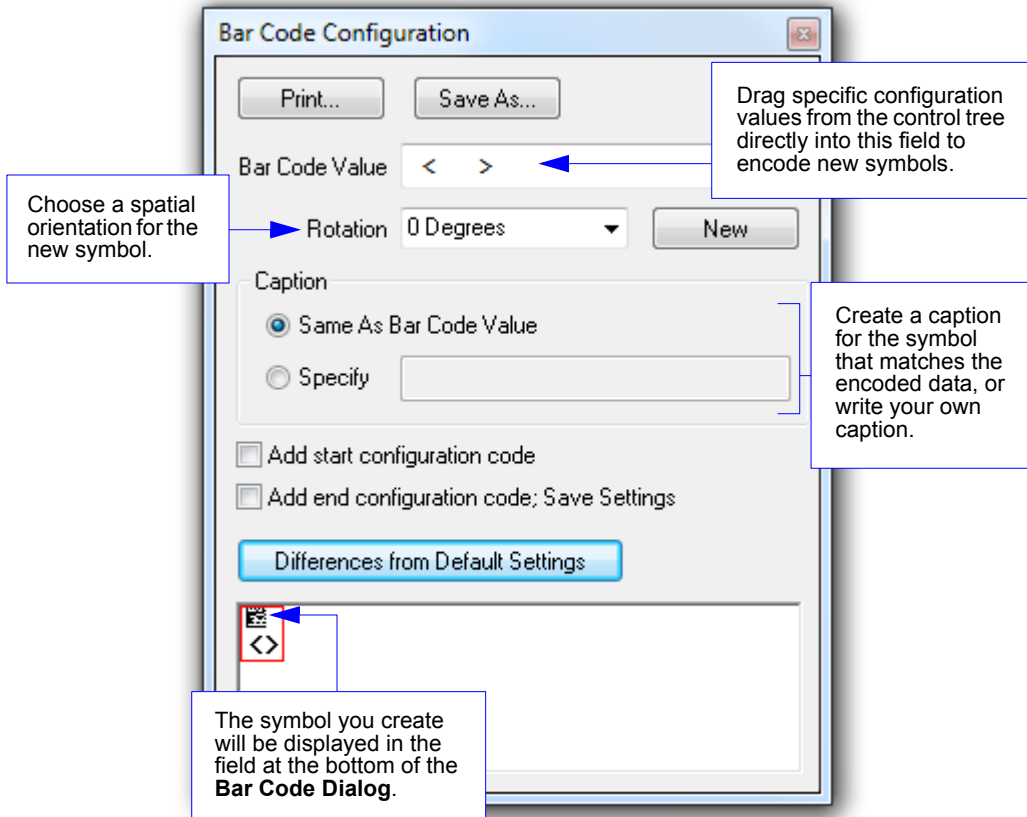 Bar Code Configuration
Print...
Save As...
Drag specific configuration
values from the control tree
directly into this field to
encode new symbols.
Bar Code Value
< >
Choose a spatial
orientation for the
new symbol.
Rotation
0 Degrees
New
Caption
Same As Bar Code Value
Specify
Create a caption
for the symbol
that matches the
encoded data, or
write your own
caption.
Add start configuration code
Add end configuration code; Save Settings
Differences from Default Settings
<>
The symbol you create
will be displayed in the
field at the bottom of the
Bar Code Dialog.